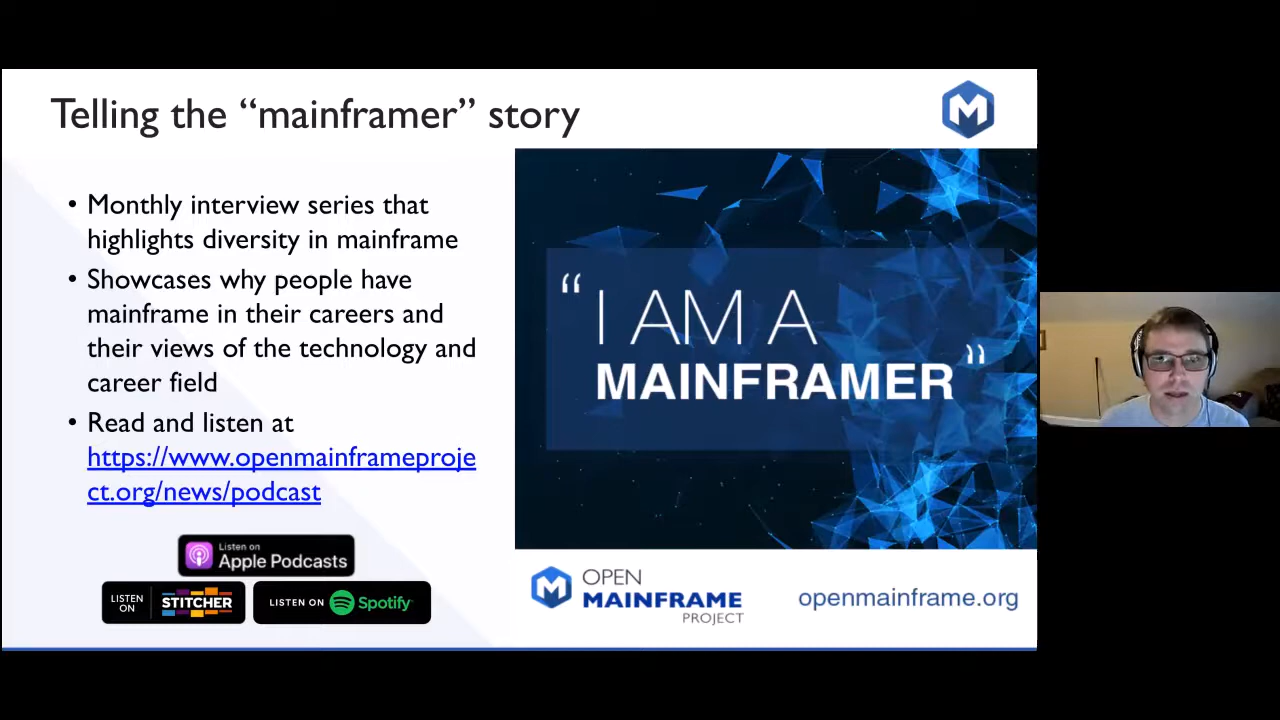 Telling the “mainframer” story
M
• Monthly interview series that
highlights diversity in mainframe
• Showcases why people have
mainframe in their careers and
their views of the technology and
career field
• Read and listen at
https://www.openmainframeproje
ct.org/news/podcast
Listen on
Apple Podcasts
LISTEN
ON
STITCHER
LISTEN ON Spotify
“ I AM A
MAINFRAMER ”
M
OPEN
MAINFRAME
PROJECT
openmainframe.org